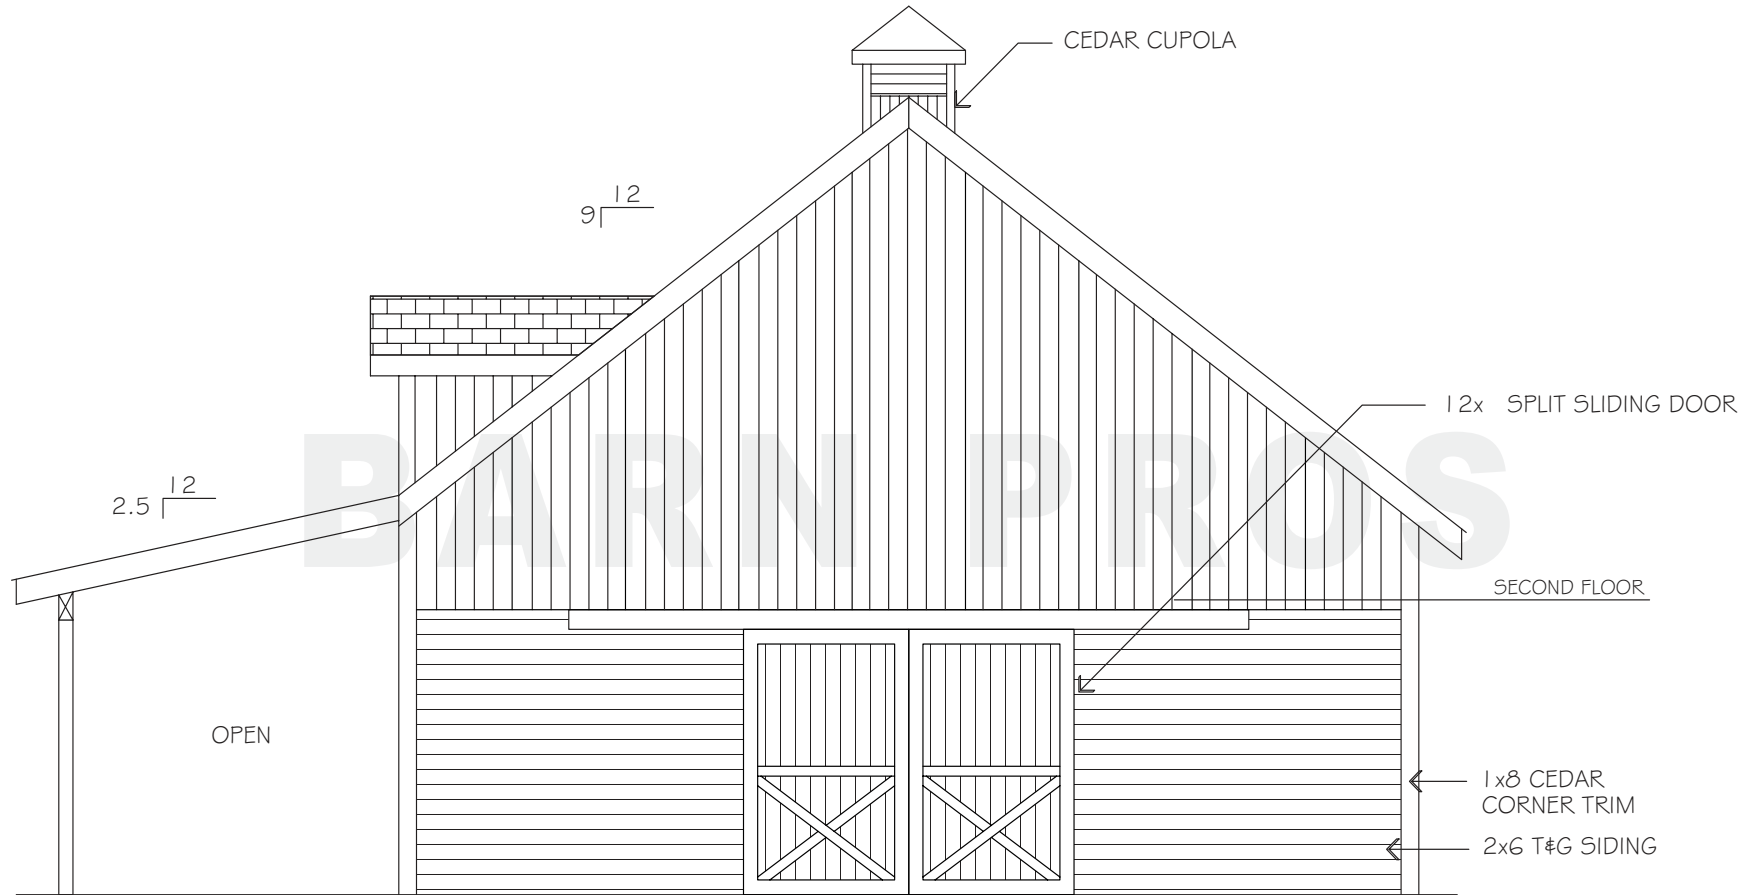 CEDAR CUPOLA
12
9
12x SPLIT SLIDING DOOR
BARN PROS
12
2.5
SECOND FLOOR
OPEN
1x8 CEDAR
CORNER TRIM
2x6 T&G SIDING